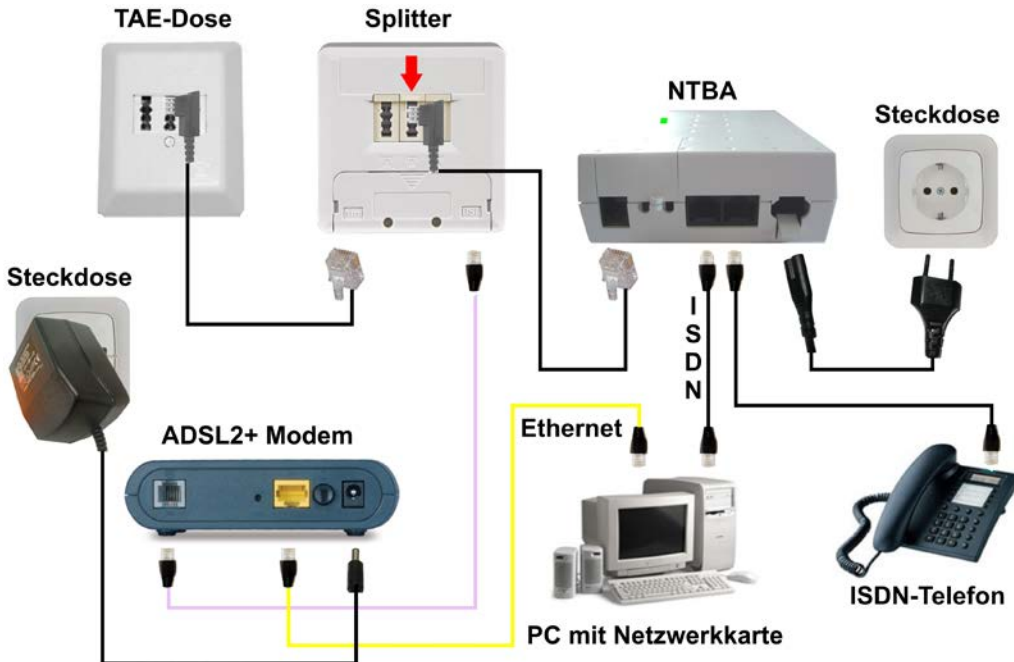 TAE-Dose
Splitter
NTBA
Steckdose
Steckdose
I
S
D
N
Ethernet
ADSL2+ Modem
ISDN-Telefon
PC mit Netzwerkkarte